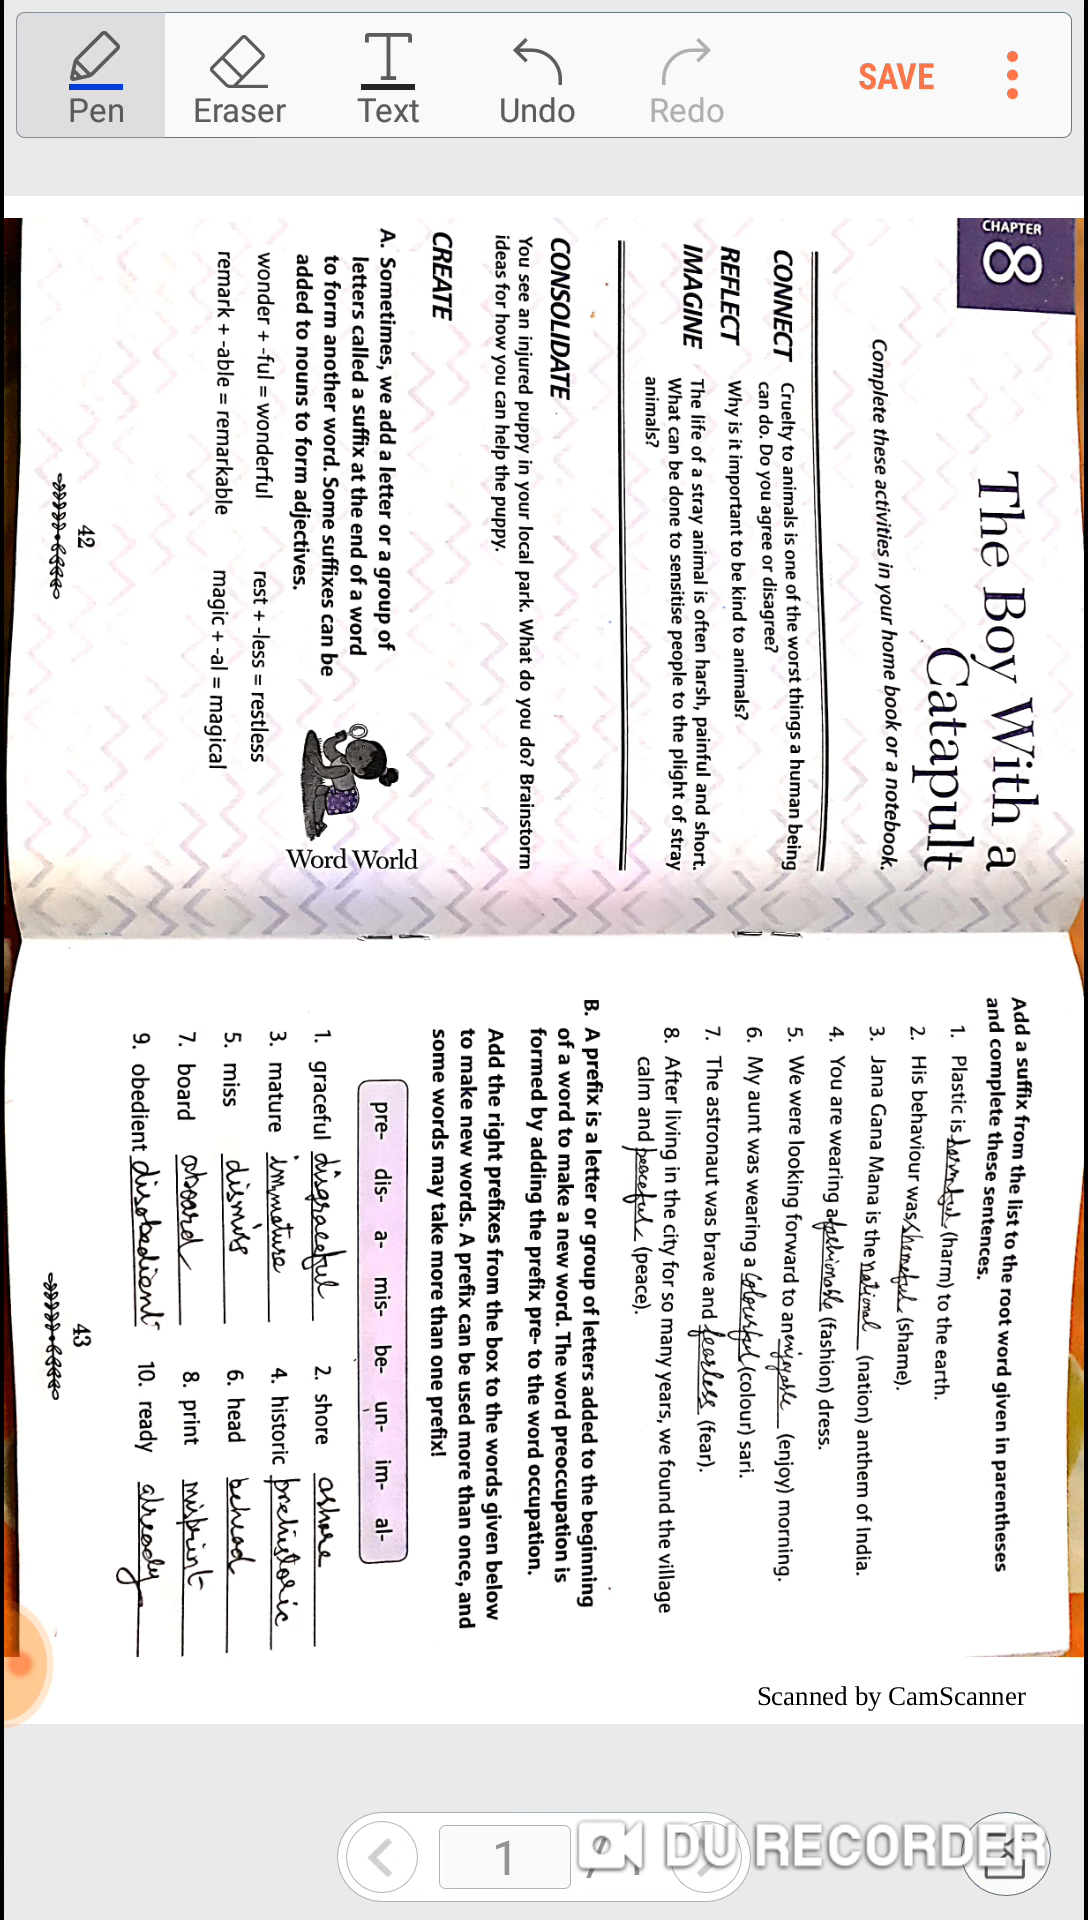 Pen
Eraser
Text
Undo
Redo
SAVE
CHAPTER
8
The Boy With a
Catapult
Complete these activities in your home book or a notebook.
CONNECT Cruelty to animals is one of the worst things a human being
can do. Do you agree or disagree?
REFLECT Why is it important to be kind to animals?
IMAGINE The life of a stray animal is often harsh, painful and short.
What can be done to sensitise people to the plight of stray
animals?
CONSOLIDATE
You see an injured puppy in your local park. What do you do? Brainstorm
ideas for how you can help the puppy.
CREATE
Word World
A. Sometimes, we add a letter or a group of
letters called a suffix at the end of a word
to form another word. Some suffixes can be
added to nouns to form adjectives.
wonder + -ful = wonderful rest + -less = restless
remark + -able = remarkable magic + -al = magical
42
Add a suffix from the list to the root word given in parentheses
and complete these sentences.
1. Plastic is harmful (harm) to the earth.
2. His behaviour was shameful (shame).
3. Jana Gana Mana is the national (nation) anthem of India.
4. You are wearing a fashionable (fashion) dress.
5. We were looking forward to an enjoyable (enjoy) morning.
6. My aunt was wearing a colourful (colour) sari.
7. The astronaut was brave and fearless (fear).
8. After living in the city for so many years, we found the village
calm and peaceful (peace).
B. A prefix is a letter or group of letters added to the beginning
of a word to make a new word. The word preoccupation is
formed by adding the prefix pre- to the word occupation.
Add the right prefixes from the box to the words given below
to make new words. A prefix can be used more than once, and
some words may take more than one prefix!
pre- dis- a- mis- be- un- im- al-
1. graceful disgraceful 2. shore ashore
3. mature immature 4. historic prehistoric
5. miss dismiss 6. head behead
7. board aboard 8. print misprint
9. obedient disobedient 10. ready already
43
Scanned by CamScanner
1
DU RECORDER